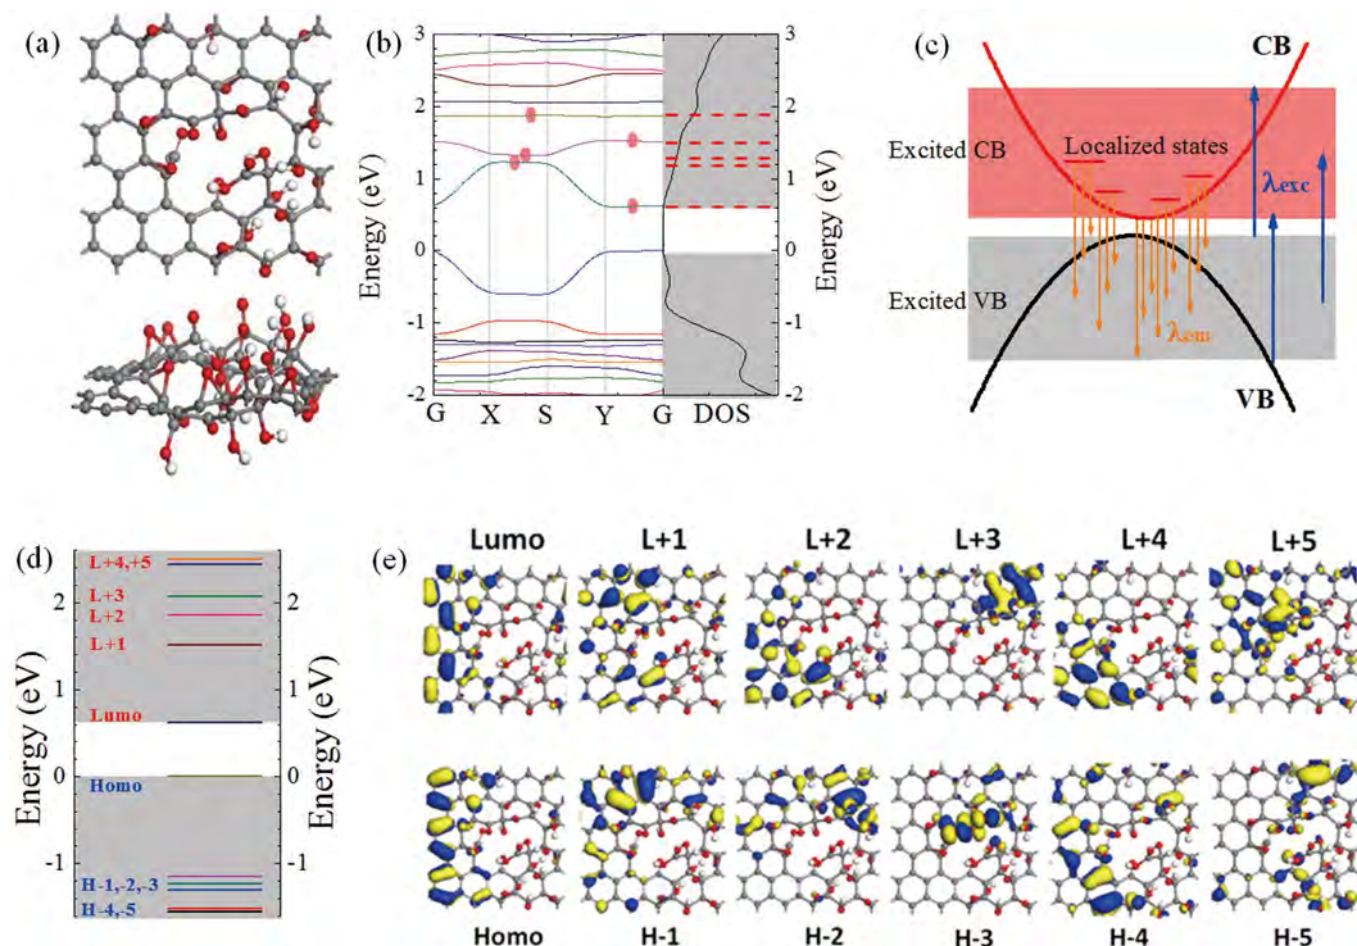 (a)
(b)
3
2
1
0
-1
-2
Energy (eV)
G X S Y G DOS
3
2
1
0
-1
-2
Energy (eV)
(c)
CB
Excited CB
Localized states
λexc
Excited VB
λem
VB
(d)
Energy (eV)
2
1
0
-1
L+4,+5
L+3
L+2
L+1
Lumo
Homo
H-1,-2,-3
H-4,-5
2
1
0
-1
Energy (eV)
(e)
Lumo L+1 L+2 L+3 L+4 L+5
Homo H-1 H-2 H-3 H-4 H-5